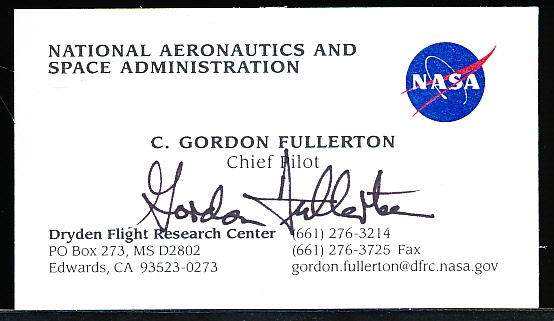 NATIONAL AERONAUTICS AND
SPACE ADMINISTRATION
NASA
C. GORDON FULLERTON
Chief Pilot
Gordon Fullerton
Dryden Flight Research Center
PO Box 273, MS D2802
Edwards, CA 93523-0273
(661) 276-3214
(661) 276-3725 Fax
gordon.fullerton@dfrc.nasa.gov